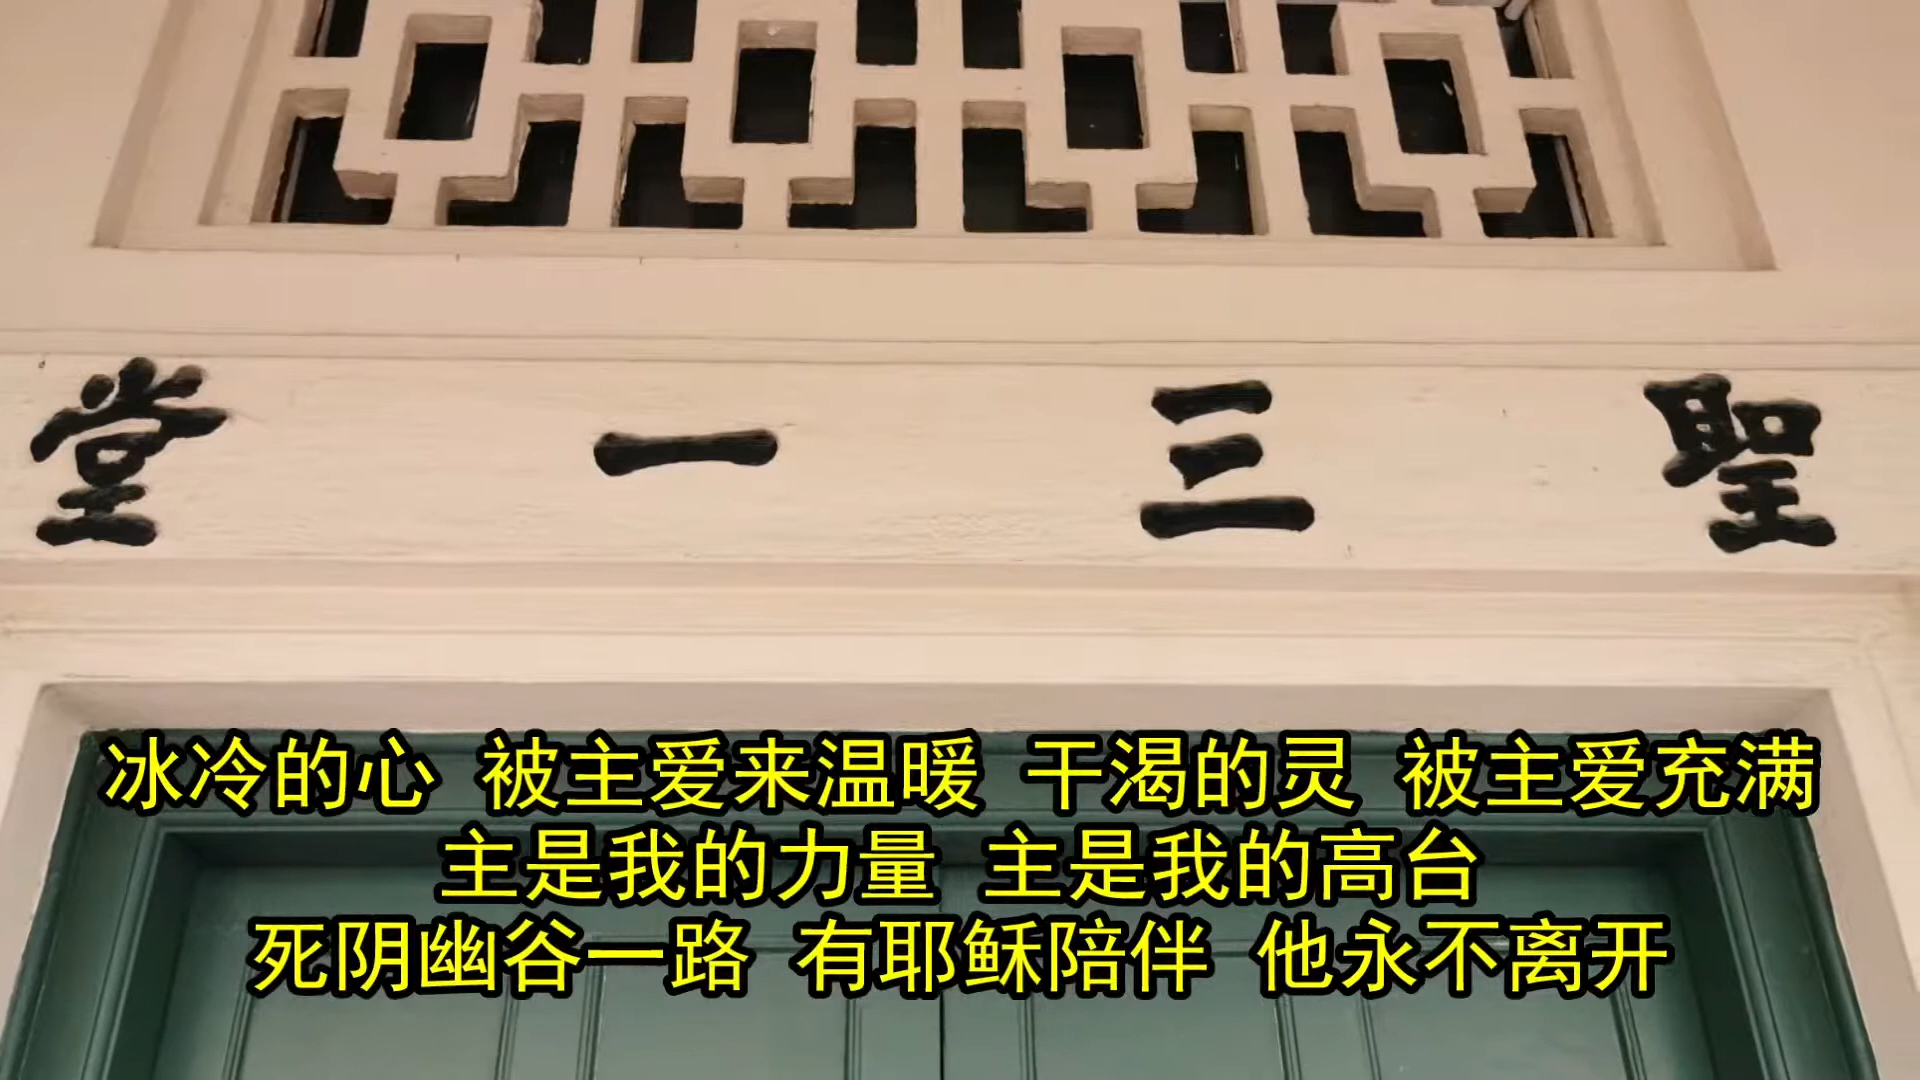 聖三一堂
冰冷的心 被主爱来温暖 干渴的灵 被主爱充满
主是我的力量 主是我的高台
死阴幽谷一路 有耶稣陪伴 他永不离开